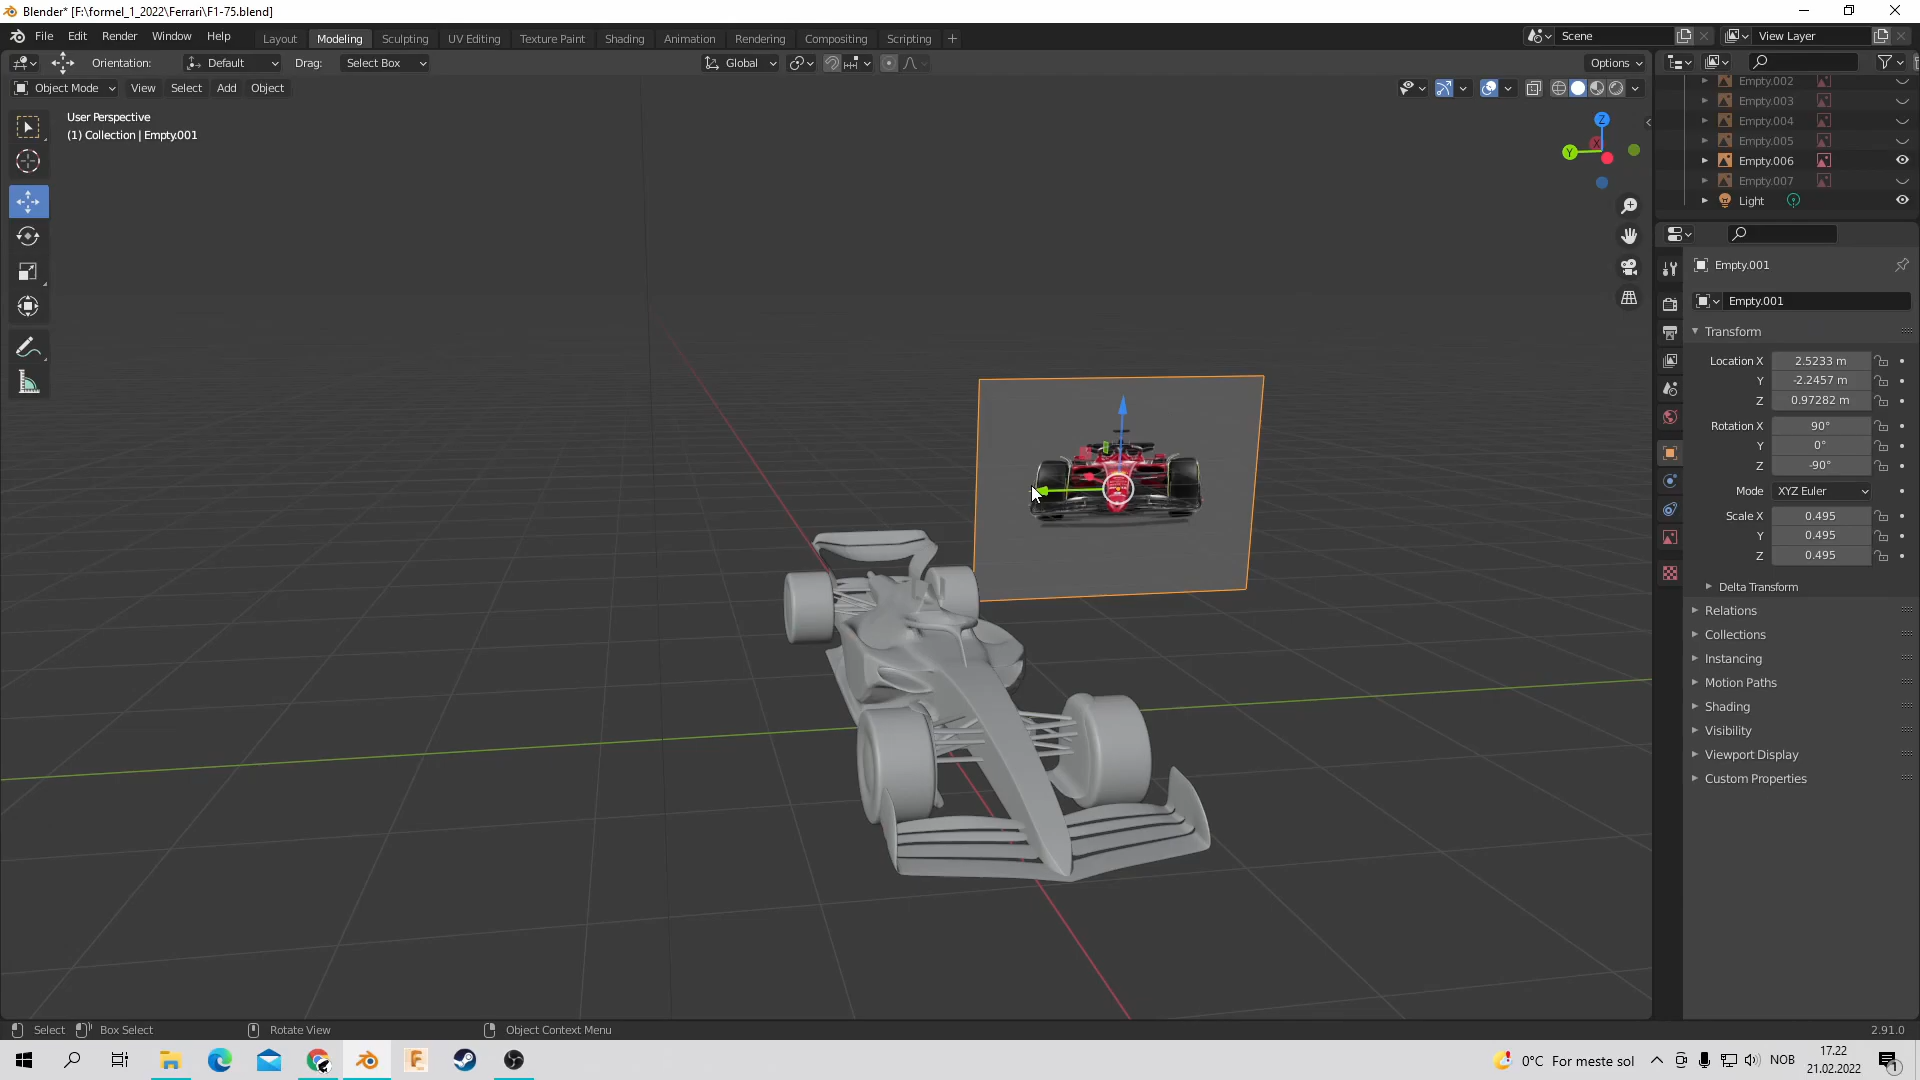 Blender* [F:\formel_1_2022\Ferrari\F1-75.blend]
File Edit Render Window Help
Layout Modeling Sculpting UV Editing Texture Paint Shading Animation Rendering Compositing Scripting +
Scene
View Layer
Orientation: Default Drag: Select Box
Global
Options
Object Mode View Select Add Object
User Perspective
(1) Collection | Empty.001
Z
Y
X
Empty.002
Empty.003
Empty.004
Empty.005
Empty.006
Empty.007
Light
Empty.001
Empty.001
Transform
Location X 2.5233 m
Y -2.2457 m
Z 0.97282 m
Rotation X 90°
Y 0°
Z -90°
Mode XYZ Euler
Scale X 0.495
Y 0.495
Z 0.495
Delta Transform
Relations
Collections
Instancing
Motion Paths
Shading
Visibility
Viewport Display
Custom Properties
Select Box Select Rotate View Object Context Menu 2.91.0
0°C For meste sol NOB
17.22
21.02.2022
1